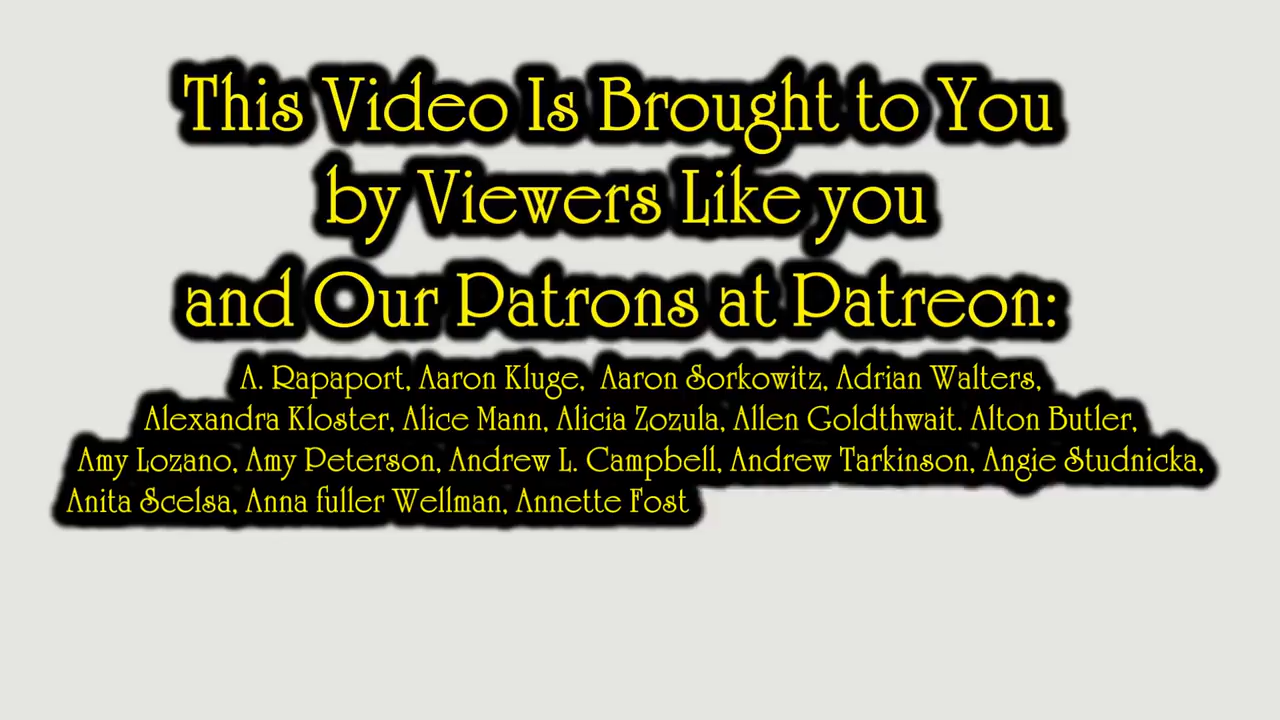 This Video Is Brought to You
by Viewers Like you
and Our Patrons at Patreon:
A. Rapaport, Aaron Kluge, Aaron Sorkowitz, Adrian Walters,
Alexandra Kloster, Alice Mann, Alicia Zozula, Allen Goldthwait. Alton Butler,
Amy Lozano, Amy Peterson, Andrew L. Campbell, Andrew Tarkinson, Angie Studnicka,
Anita Scelsa, Anna fuller Wellman, Annette Fost